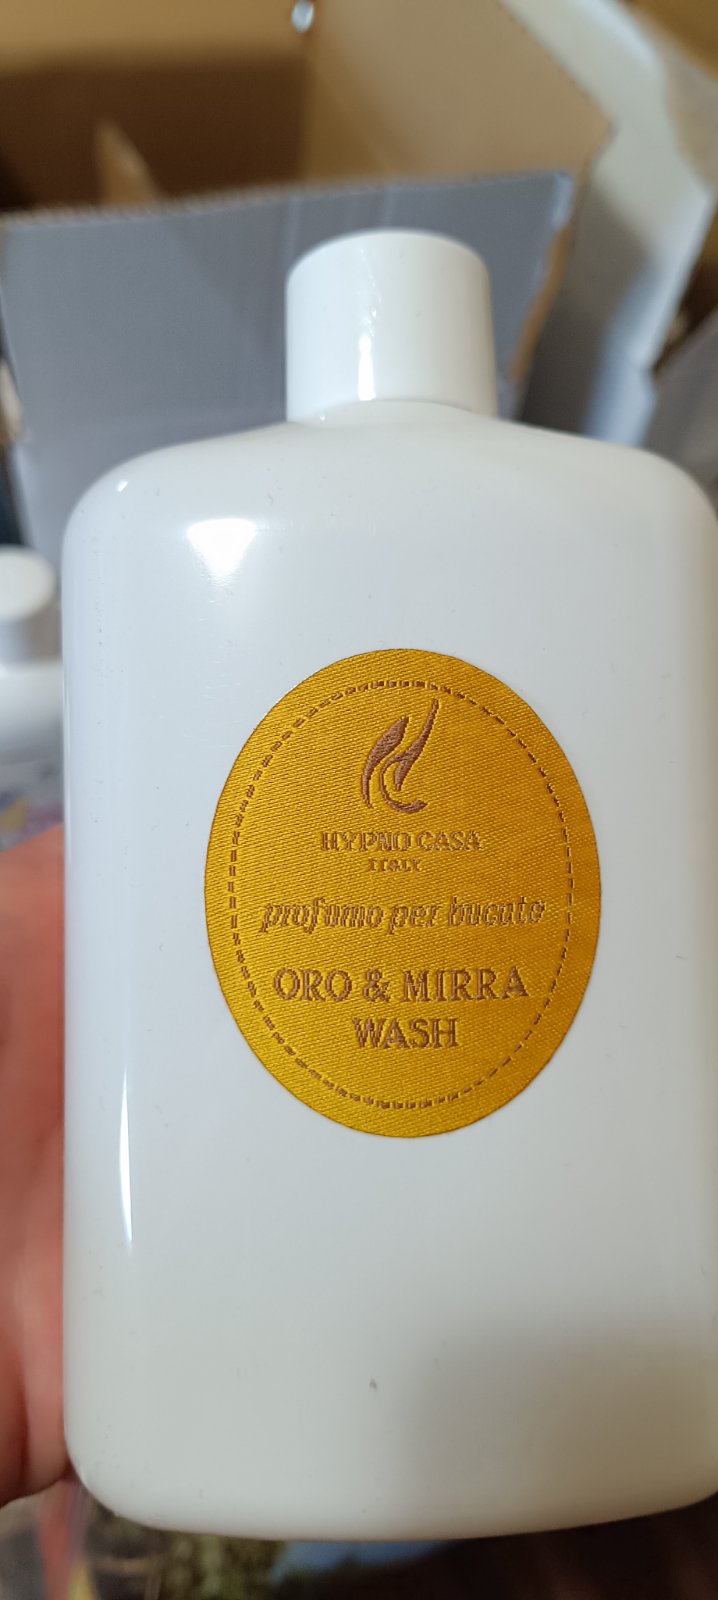 HYPNO CASA
ITALY
profumo per bucato
ORO & MIRRA
WASH